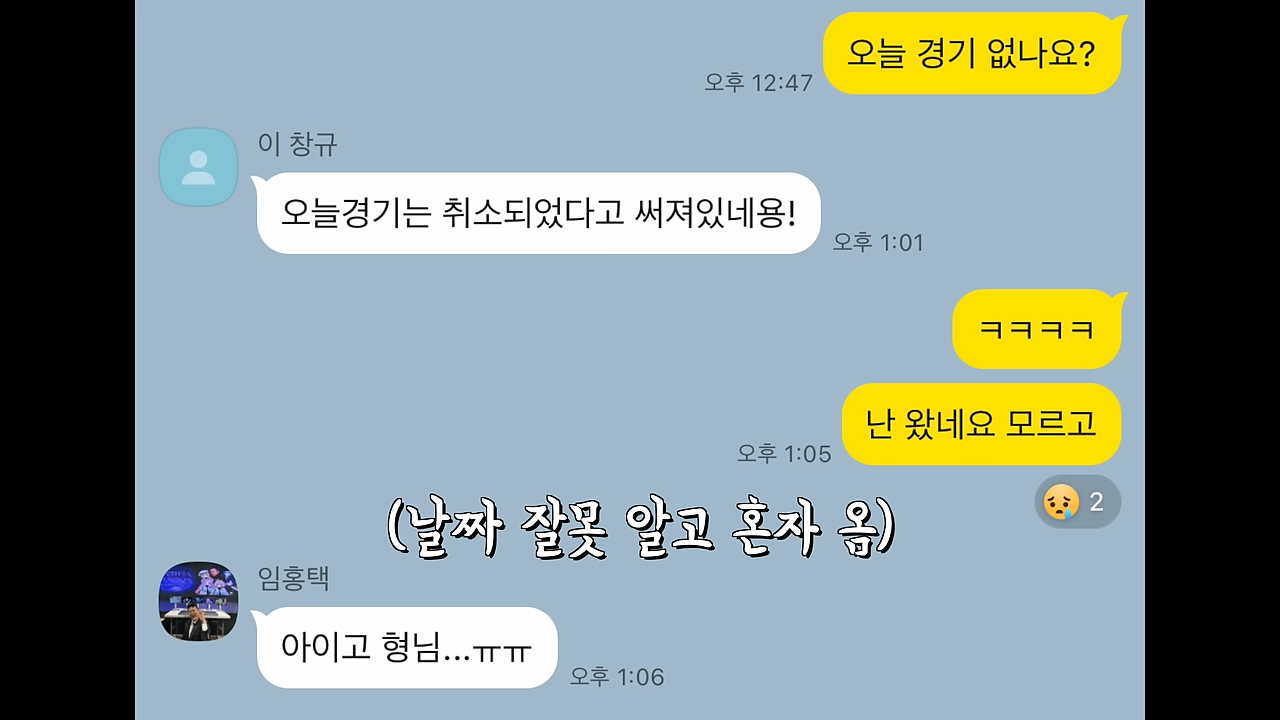 오늘 경기 없나요?
오후 12:47
이 창규
오늘경기는 취소되었다고 써져있네용!
오후 1:01
ㅋㅋㅋㅋ
난 왔네요 모르고
오후 1:05
2
(날짜 잘못 알고 혼자 옴)
임홍택
아이고 형님...ㅠㅠ
오후 1:06